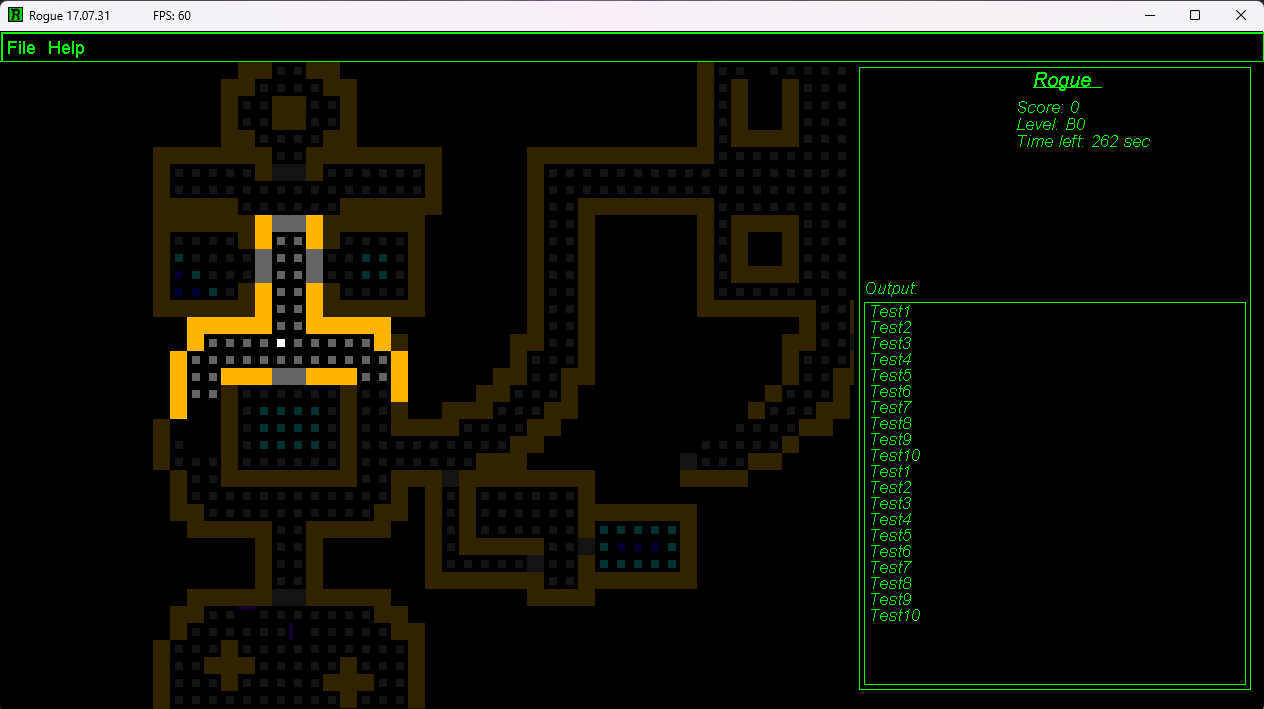 Rogue 17.07.31 FPS: 60
File Help
Rogue
Score: 0
Level: B0
Time left: 262 sec
Output:
Test1
Test2
Test3
Test4
Test5
Test6
Test7
Test8
Test9
Test10
Test1
Test2
Test3
Test4
Test5
Test6
Test7
Test8
Test9
Test10